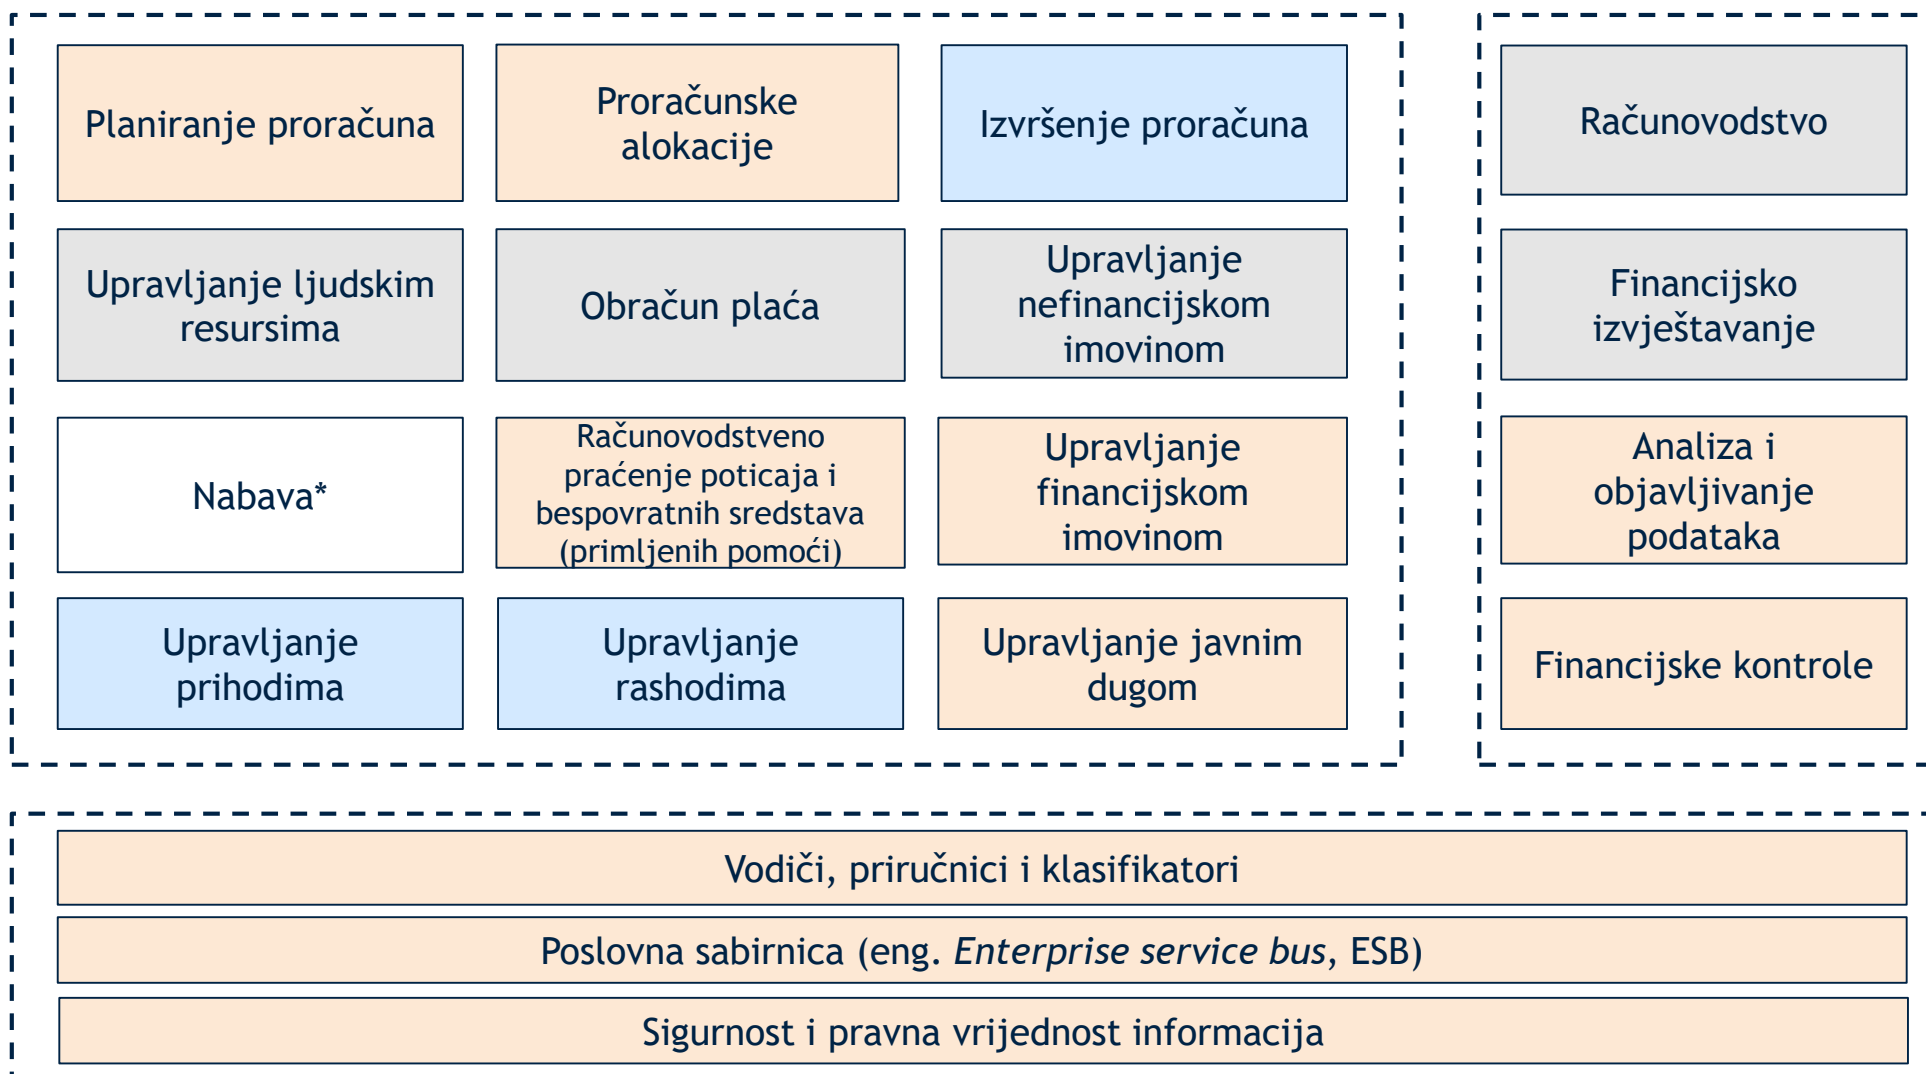 Planiranje proračuna
Proračunske
alokacije
Izvršenje proračuna
Računovodstvo
Upravljanje ljudskim
resursima
Obračun plaća
Upravljanje
nefinancijskom
imovinom
Financijsko
izvještavanje
Nabava*
Računovodstveno
praćenje poticaja i
bespovratnih sredstava
(primljenih pomoći)
Upravljanje
financijskom
imovinom
Analiza i
objavljivanje
podataka
Upravljanje
prihodima
Upravljanje
rashodima
Upravljanje javnim
dugom
Financijske kontrole
Vodiči, priručnici i klasifikatori
Poslovna sabirnica (eng. Enterprise service bus, ESB)
Sigurnost i pravna vrijednost informacija